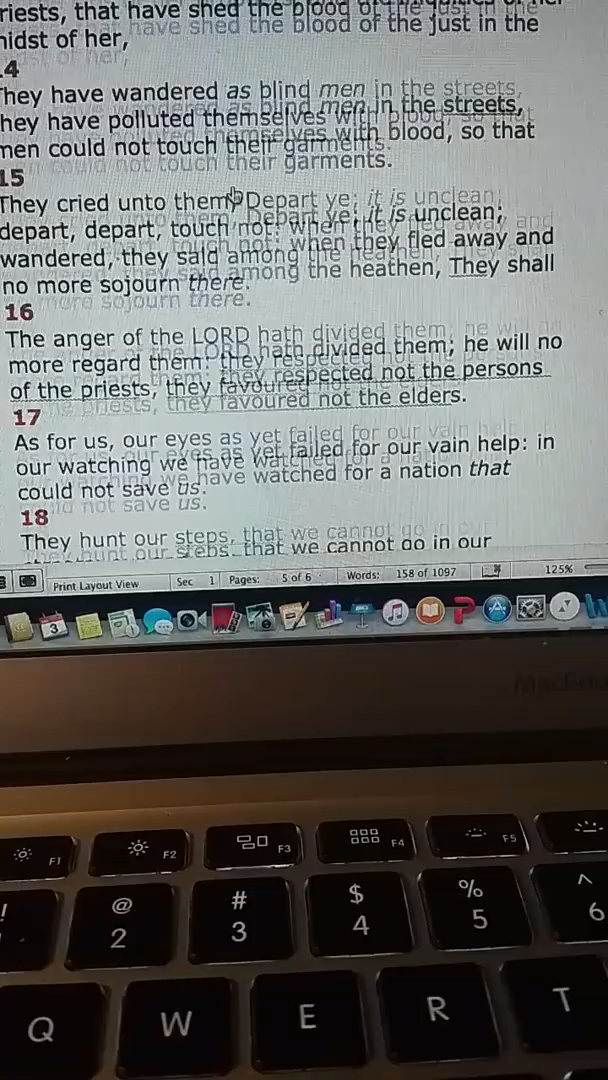 riests, that have shed the blood of the just in the
midst of her,
14
They have wandered as blind men in the streets,
they have polluted themselves with blood, so that
men could not touch their garments.
15
They cried unto them, Depart ye; it is unclean;
depart, depart, touch not: when they fled away and
wandered, they said among the heathen, They shall
no more sojourn there.
16
The anger of the LORD hath divided them; he will no
more regard them: they respected not the persons
of the priests, they favoured not the elders.
17
As for us, our eyes as yet failed for our vain help: in
our watching we have watched for a nation that
could not save us.
18
They hunt our steps, that we cannot go in our
Print Layout View Sec 1 Pages: 5 of 6 Words: 158 of 1097 125%
3
MacBook
F1 F2 F3 F4 F5
! @ 2 # 3 $ 4 % 5 ^ 6
Q W E R T